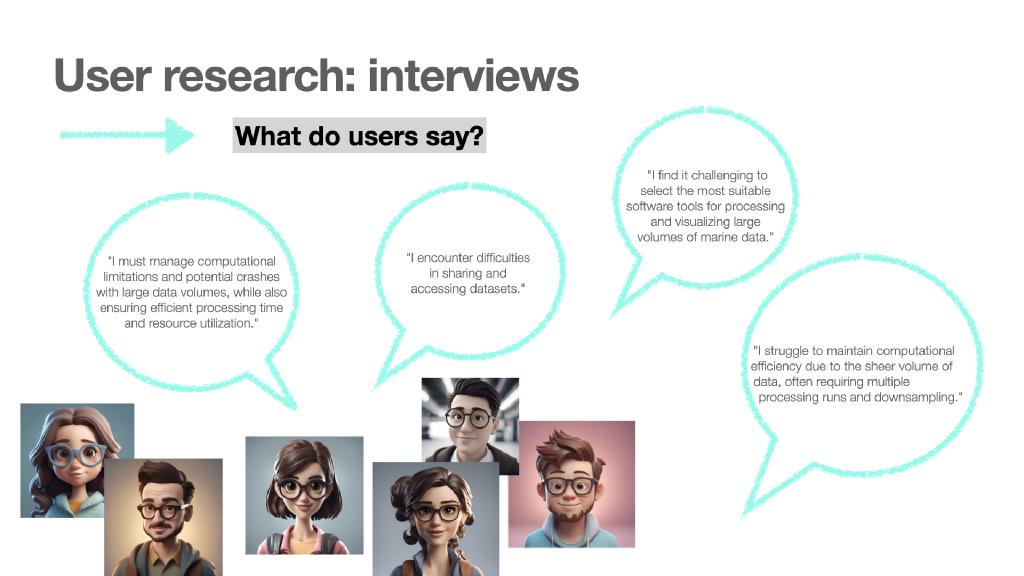 User research: interviews
What do users say?
"I must manage computational
limitations and potential crashes
with large data volumes, while also
ensuring efficient processing time
and resource utilization."
"I encounter difficulties
in sharing and
accessing datasets."
"I find it challenging to
select the most suitable
software tools for processing
and visualizing large
volumes of marine data."
"I struggle to maintain computational
efficiency due to the sheer volume of
data, often requiring multiple
processing runs and downsampling."